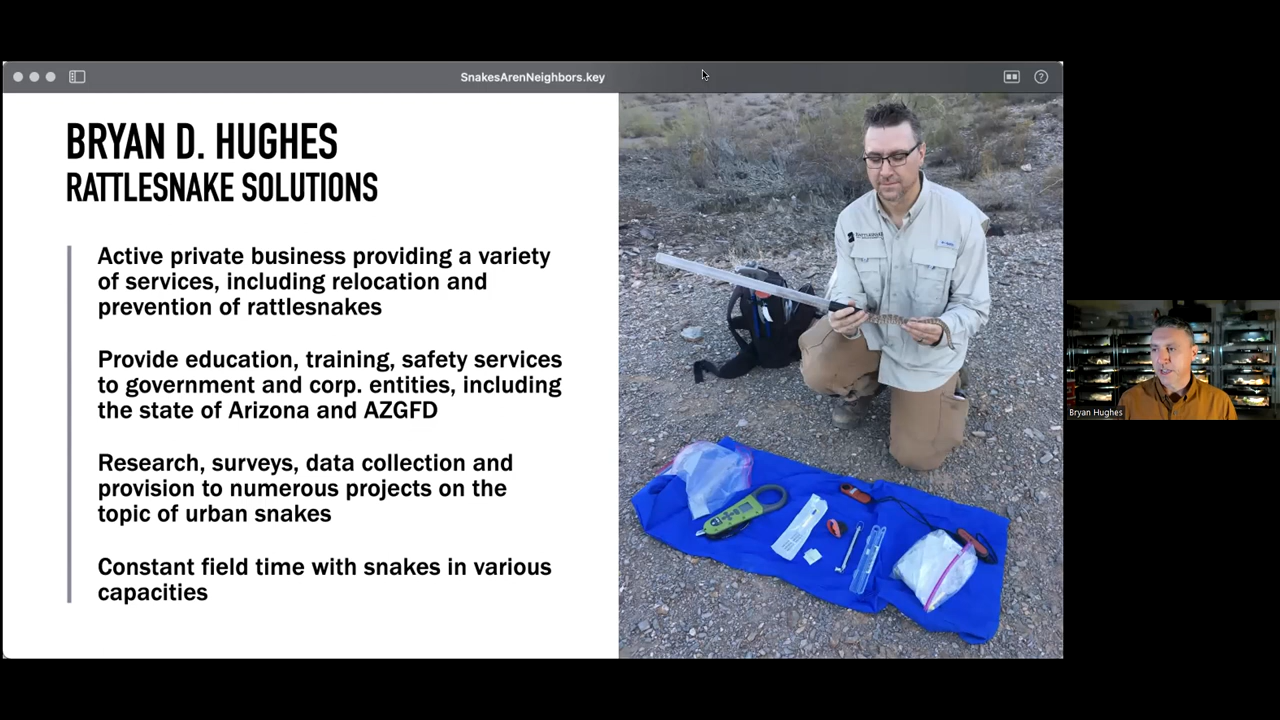 SnakesArenNeighbors.key
BRYAN D. HUGHES
RATTLESNAKE SOLUTIONS
Active private business providing a variety
of services, including relocation and
prevention of rattlesnakes
Provide education, training, safety services
to government and corp. entities, including
the state of Arizona and AZGFD
Research, surveys, data collection and
provision to numerous projects on the
topic of urban snakes
Constant field time with snakes in various
capacities
Bryan Hughes